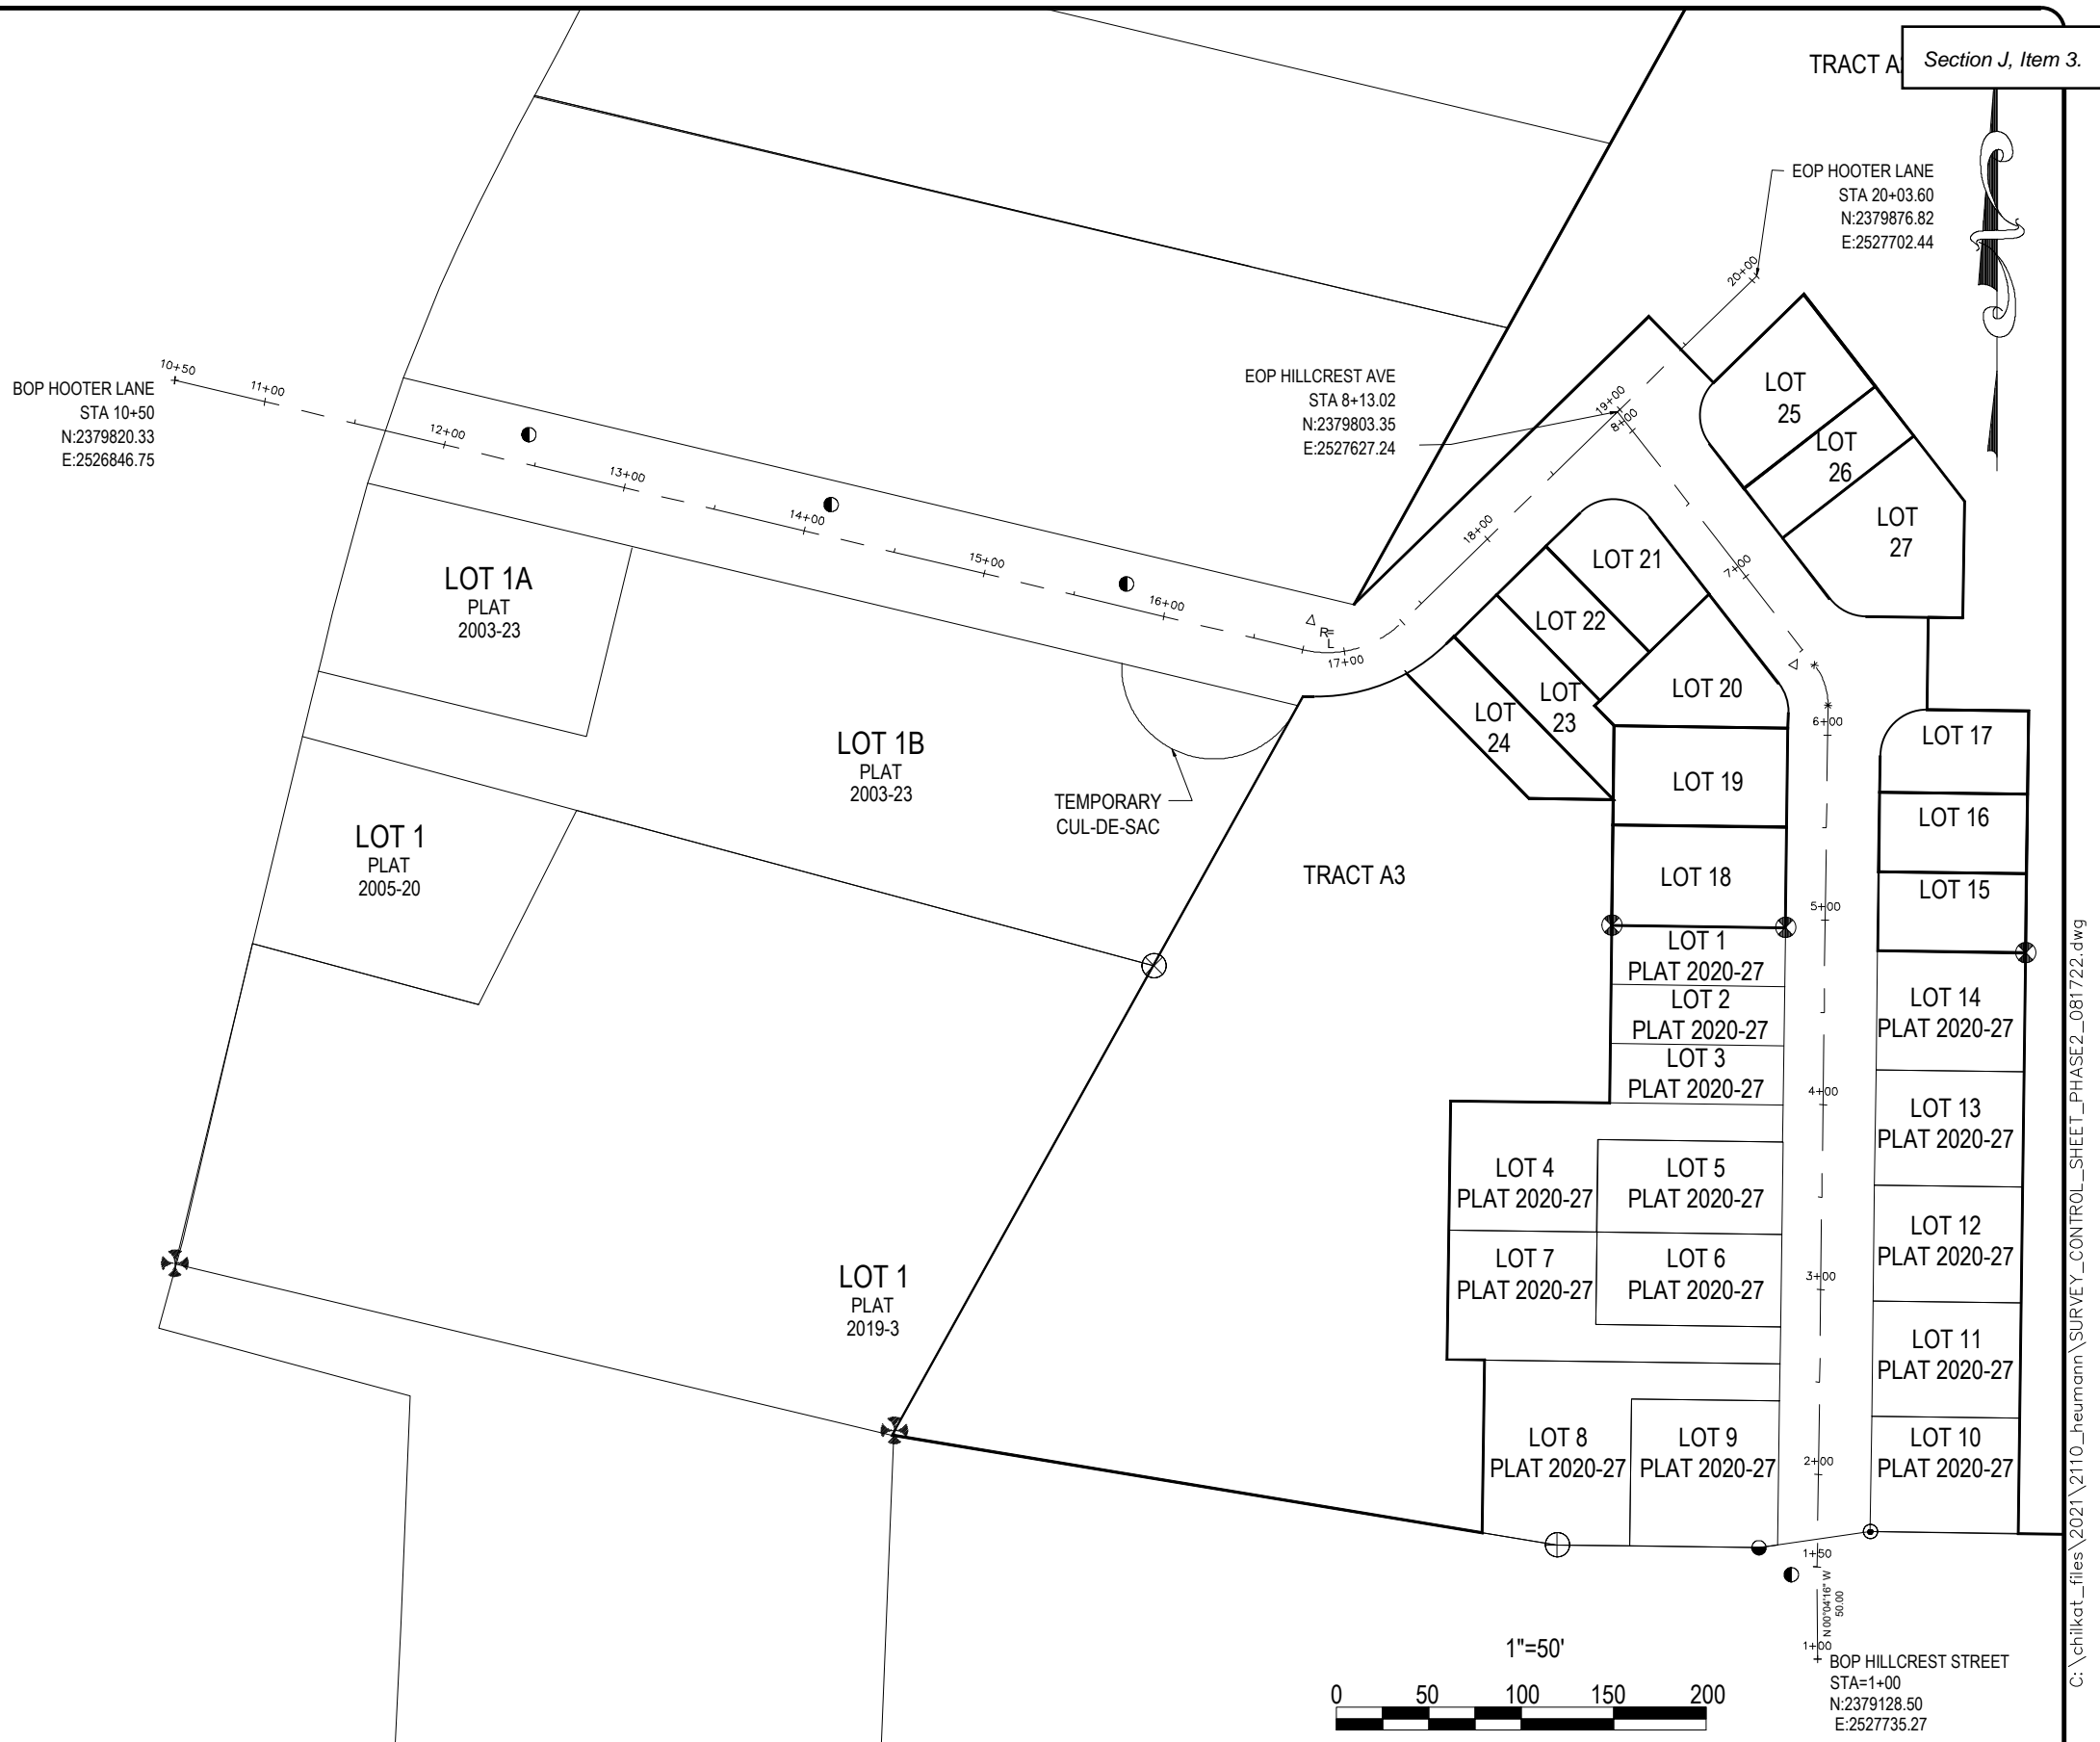 Section J, Item 3.
TRACT A
EOP HOOTER LANE
STA 20+03.60
N:2379876.82
E:2527702.44
20+00
BOP HOOTER LANE
STA 10+50
N:2379820.33
E:2526846.75
10+50
11+00
12+00
13+00
14+00
15+00
16+00
17+00
18+00
19+00
EOP HILLCREST AVE
STA 8+13.02
N:2379803.35
E:2527627.24
8+00
7+00
6+00
5+00
4+00
3+00
2+00
1+50
1+00
Δ
R=
L
Δ
LOT
25
LOT
26
LOT
27
LOT 21
LOT 22
LOT
23
LOT
24
LOT 20
LOT 19
LOT 18
LOT 17
LOT 16
LOT 15
LOT 1A
PLAT
2003-23
LOT 1B
PLAT
2003-23
TEMPORARY
CUL-DE-SAC
LOT 1
PLAT
2005-20
TRACT A3
LOT 1
PLAT 2020-27
LOT 2
PLAT 2020-27
LOT 3
PLAT 2020-27
LOT 4
PLAT 2020-27
LOT 5
PLAT 2020-27
LOT 7
PLAT 2020-27
LOT 6
PLAT 2020-27
LOT 8
PLAT 2020-27
LOT 9
PLAT 2020-27
LOT 14
PLAT 2020-27
LOT 13
PLAT 2020-27
LOT 12
PLAT 2020-27
LOT 11
PLAT 2020-27
LOT 10
PLAT 2020-27
LOT 1
PLAT
2019-3
N 00°04'16" W
50.00
BOP HILLCREST STREET
STA=1+00
N:2379128.50
E:2527735.27
1"=50'
0 50 100 150 200
C:\chilkat_files\2021\2110_heumann\SURVEY_CONTROL_SHEET_PHASE2_081722.dwg